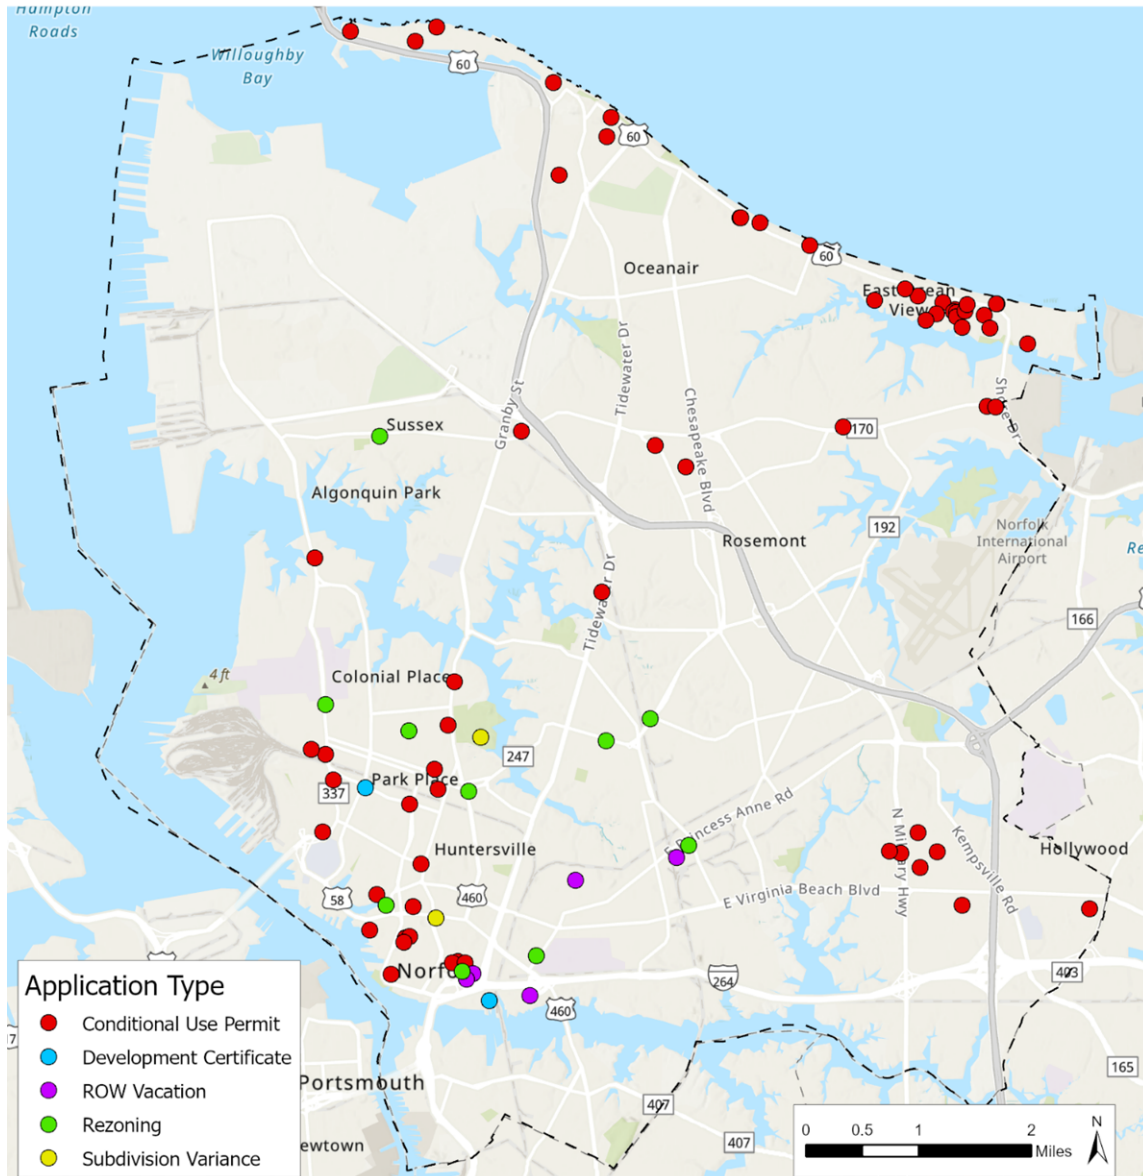 Hampton
Roads
Willoughby
Bay
60
60
Oceanair
60
East Ocean
View
Tidewater Dr
Granby St
Chesapeake Blvd
Shore Dr
Sussex
170
Algonquin Park
192
Norfolk
International
Airport
Rosemont
Tidewater Dr
166
4 ft
Colonial Place
247
Park Place
337
E Princess Anne Rd
N Military Hwy
Kempsville Rd
Huntersville
Hollywood
58
460
E Virginia Beach Blvd
Norfolk
264
403
460
Application Type
Conditional Use Permit
Development Certificate
ROW Vacation
Rezoning
Subdivision Variance
Portsmouth
407
165
407
0 0.5 1 2
Miles
N